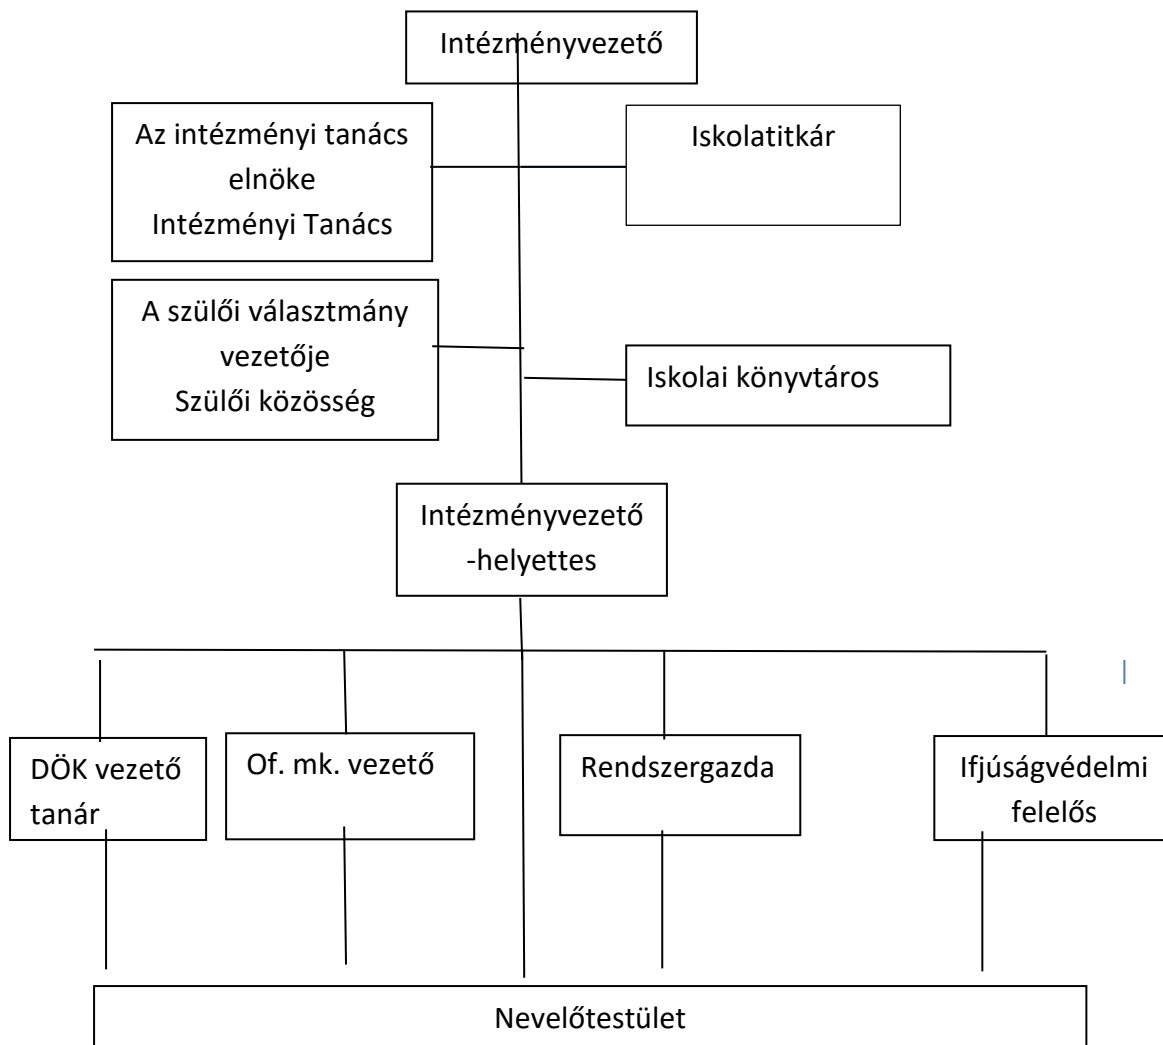 Intézményvezető
Az intézményi tanács
elnöke
Intézményi Tanács
Iskolatitkár
A szülői választmány
vezetője
Szülői közösség
Iskolai könyvtáros
Intézményvezető
-helyettes
DÖK vezető
tanár
Of. mk. vezető
Rendszergazda
Ifjúságvédelmi
felelős
Nevelőtestület